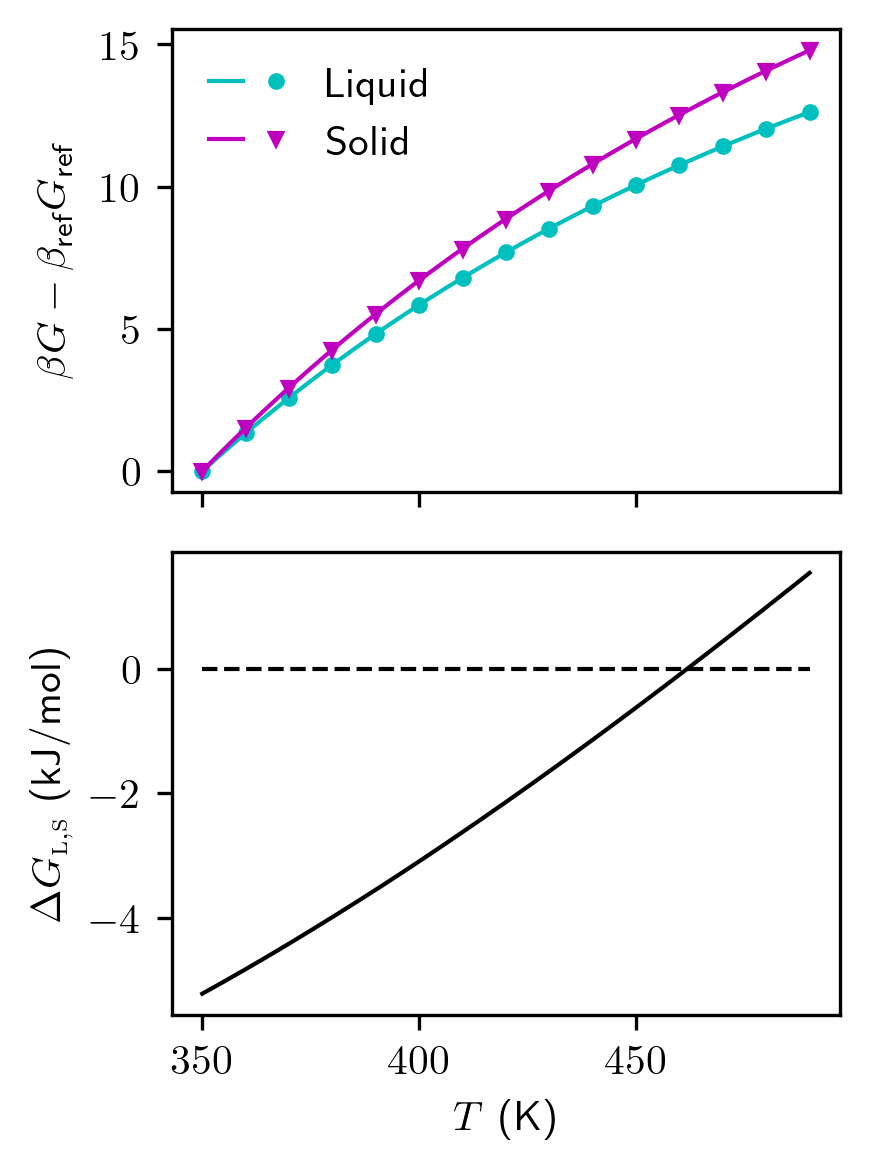 15
10
5
0
βG − β_ref G_ref
Liquid
Solid
0
−2
−4
ΔG_L,S (kJ/mol)
350 400 450
T (K)